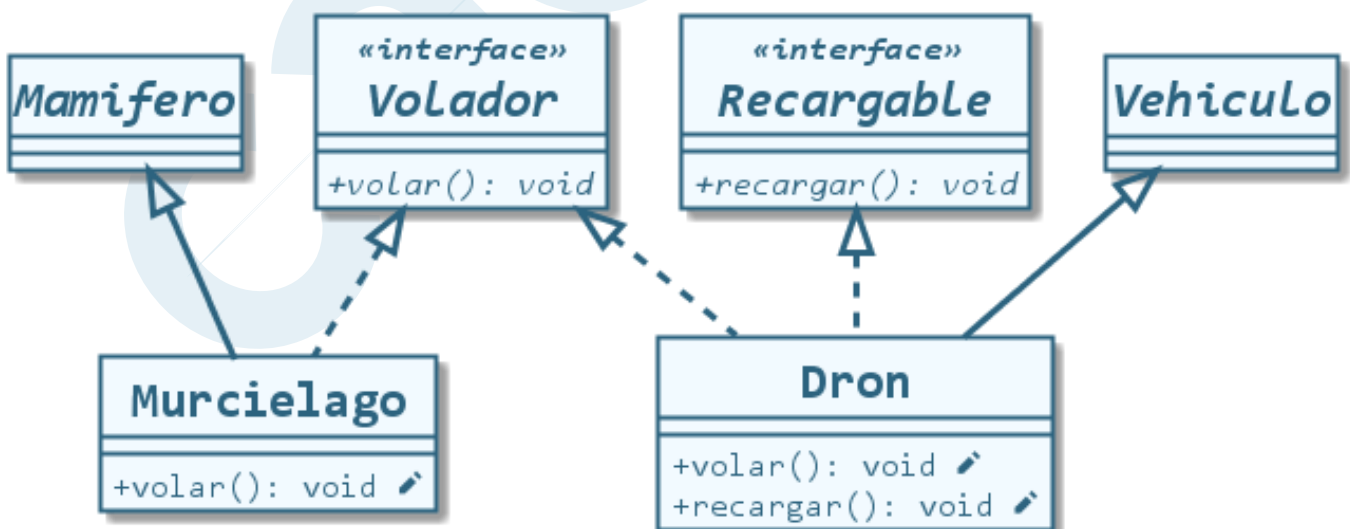 Mamifero
«interface»
Volador
+volar(): void
«interface»
Recargable
+recargar(): void
Vehiculo
Murcielago
+volar(): void
Dron
+volar(): void
+recargar(): void